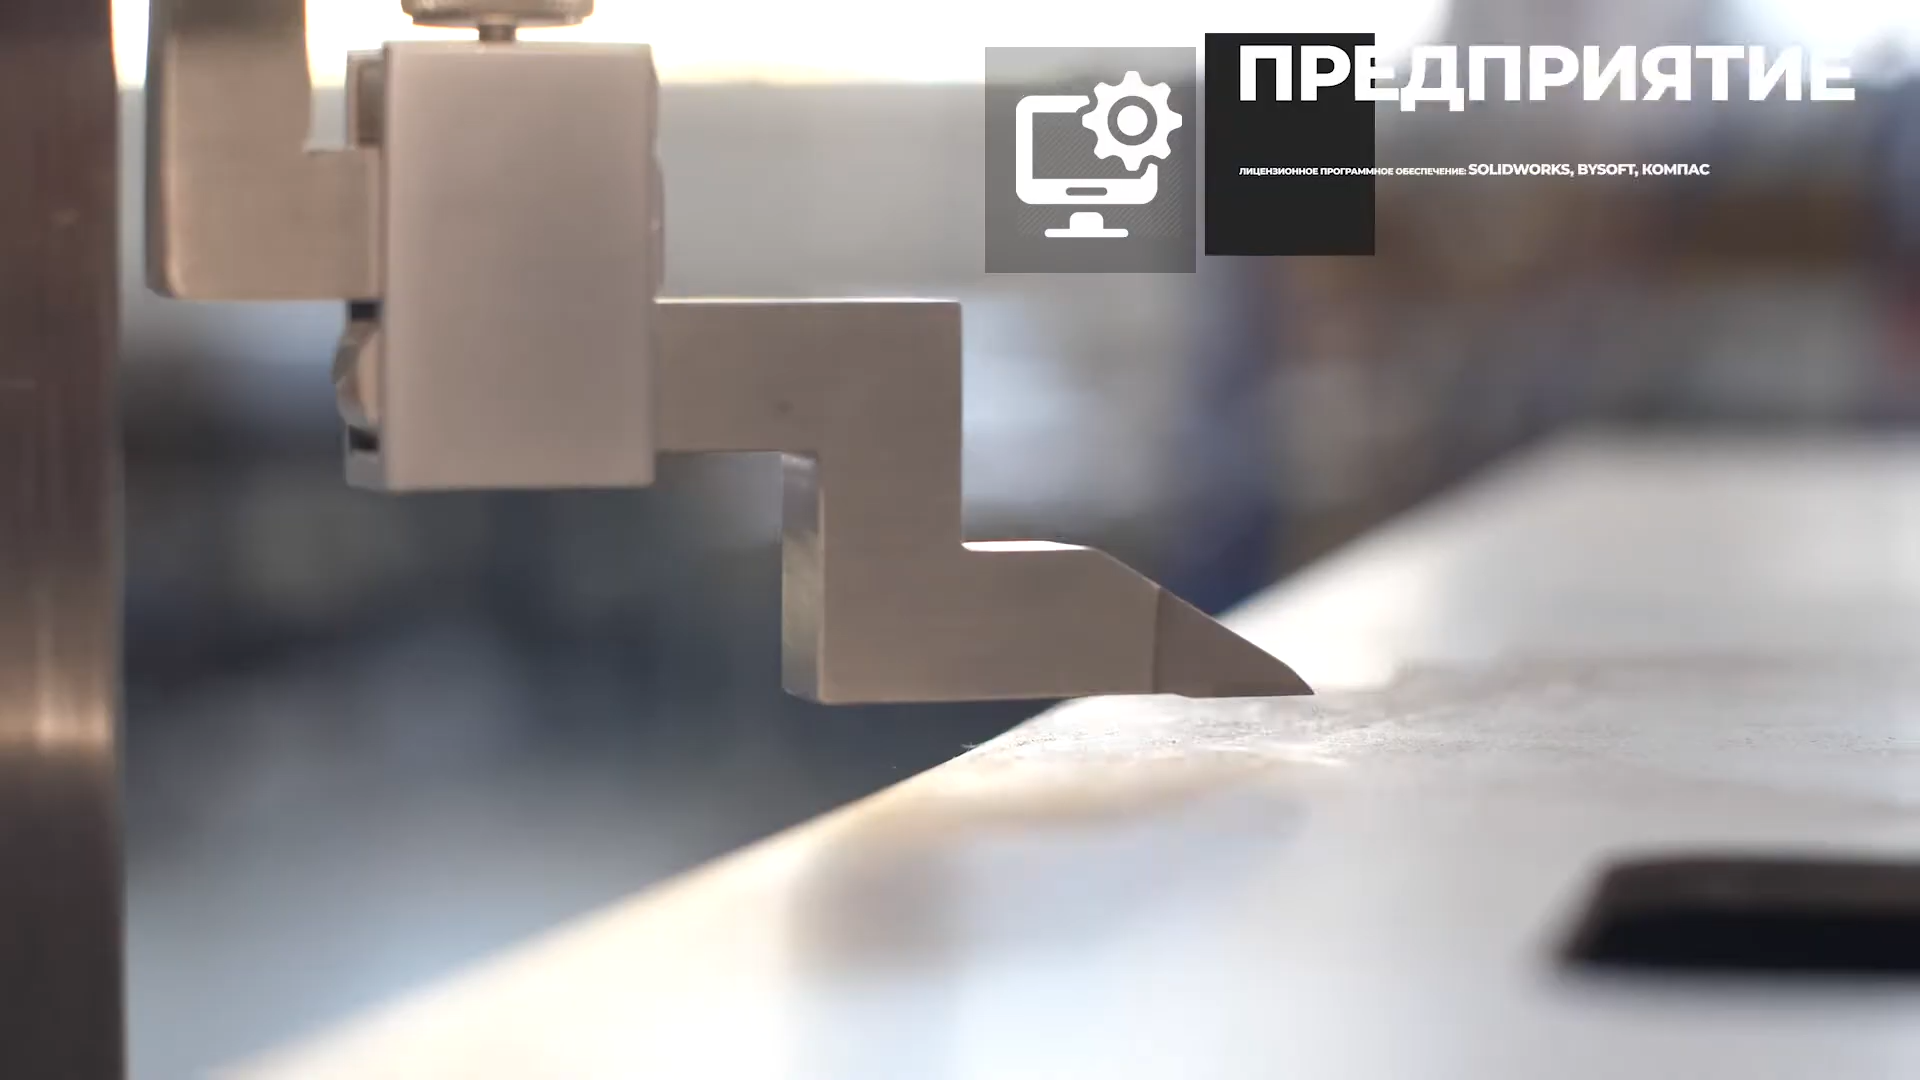 ПРЕДПРИЯТИЕ
ЛИЦЕНЗИОННОЕ ПРОГРАММНОЕ ОБЕСПЕЧЕНИЕ: SOLIDWORKS, BYSOFT, КОМПАС